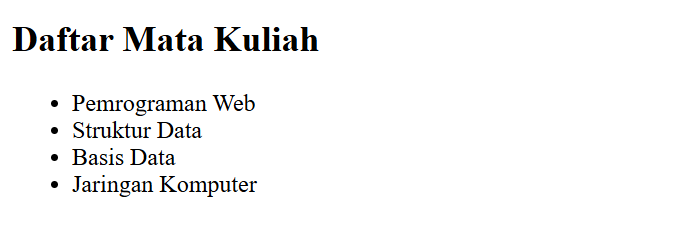 Daftar Mata Kuliah
Pemrograman Web
Struktur Data
Basis Data
Jaringan Komputer